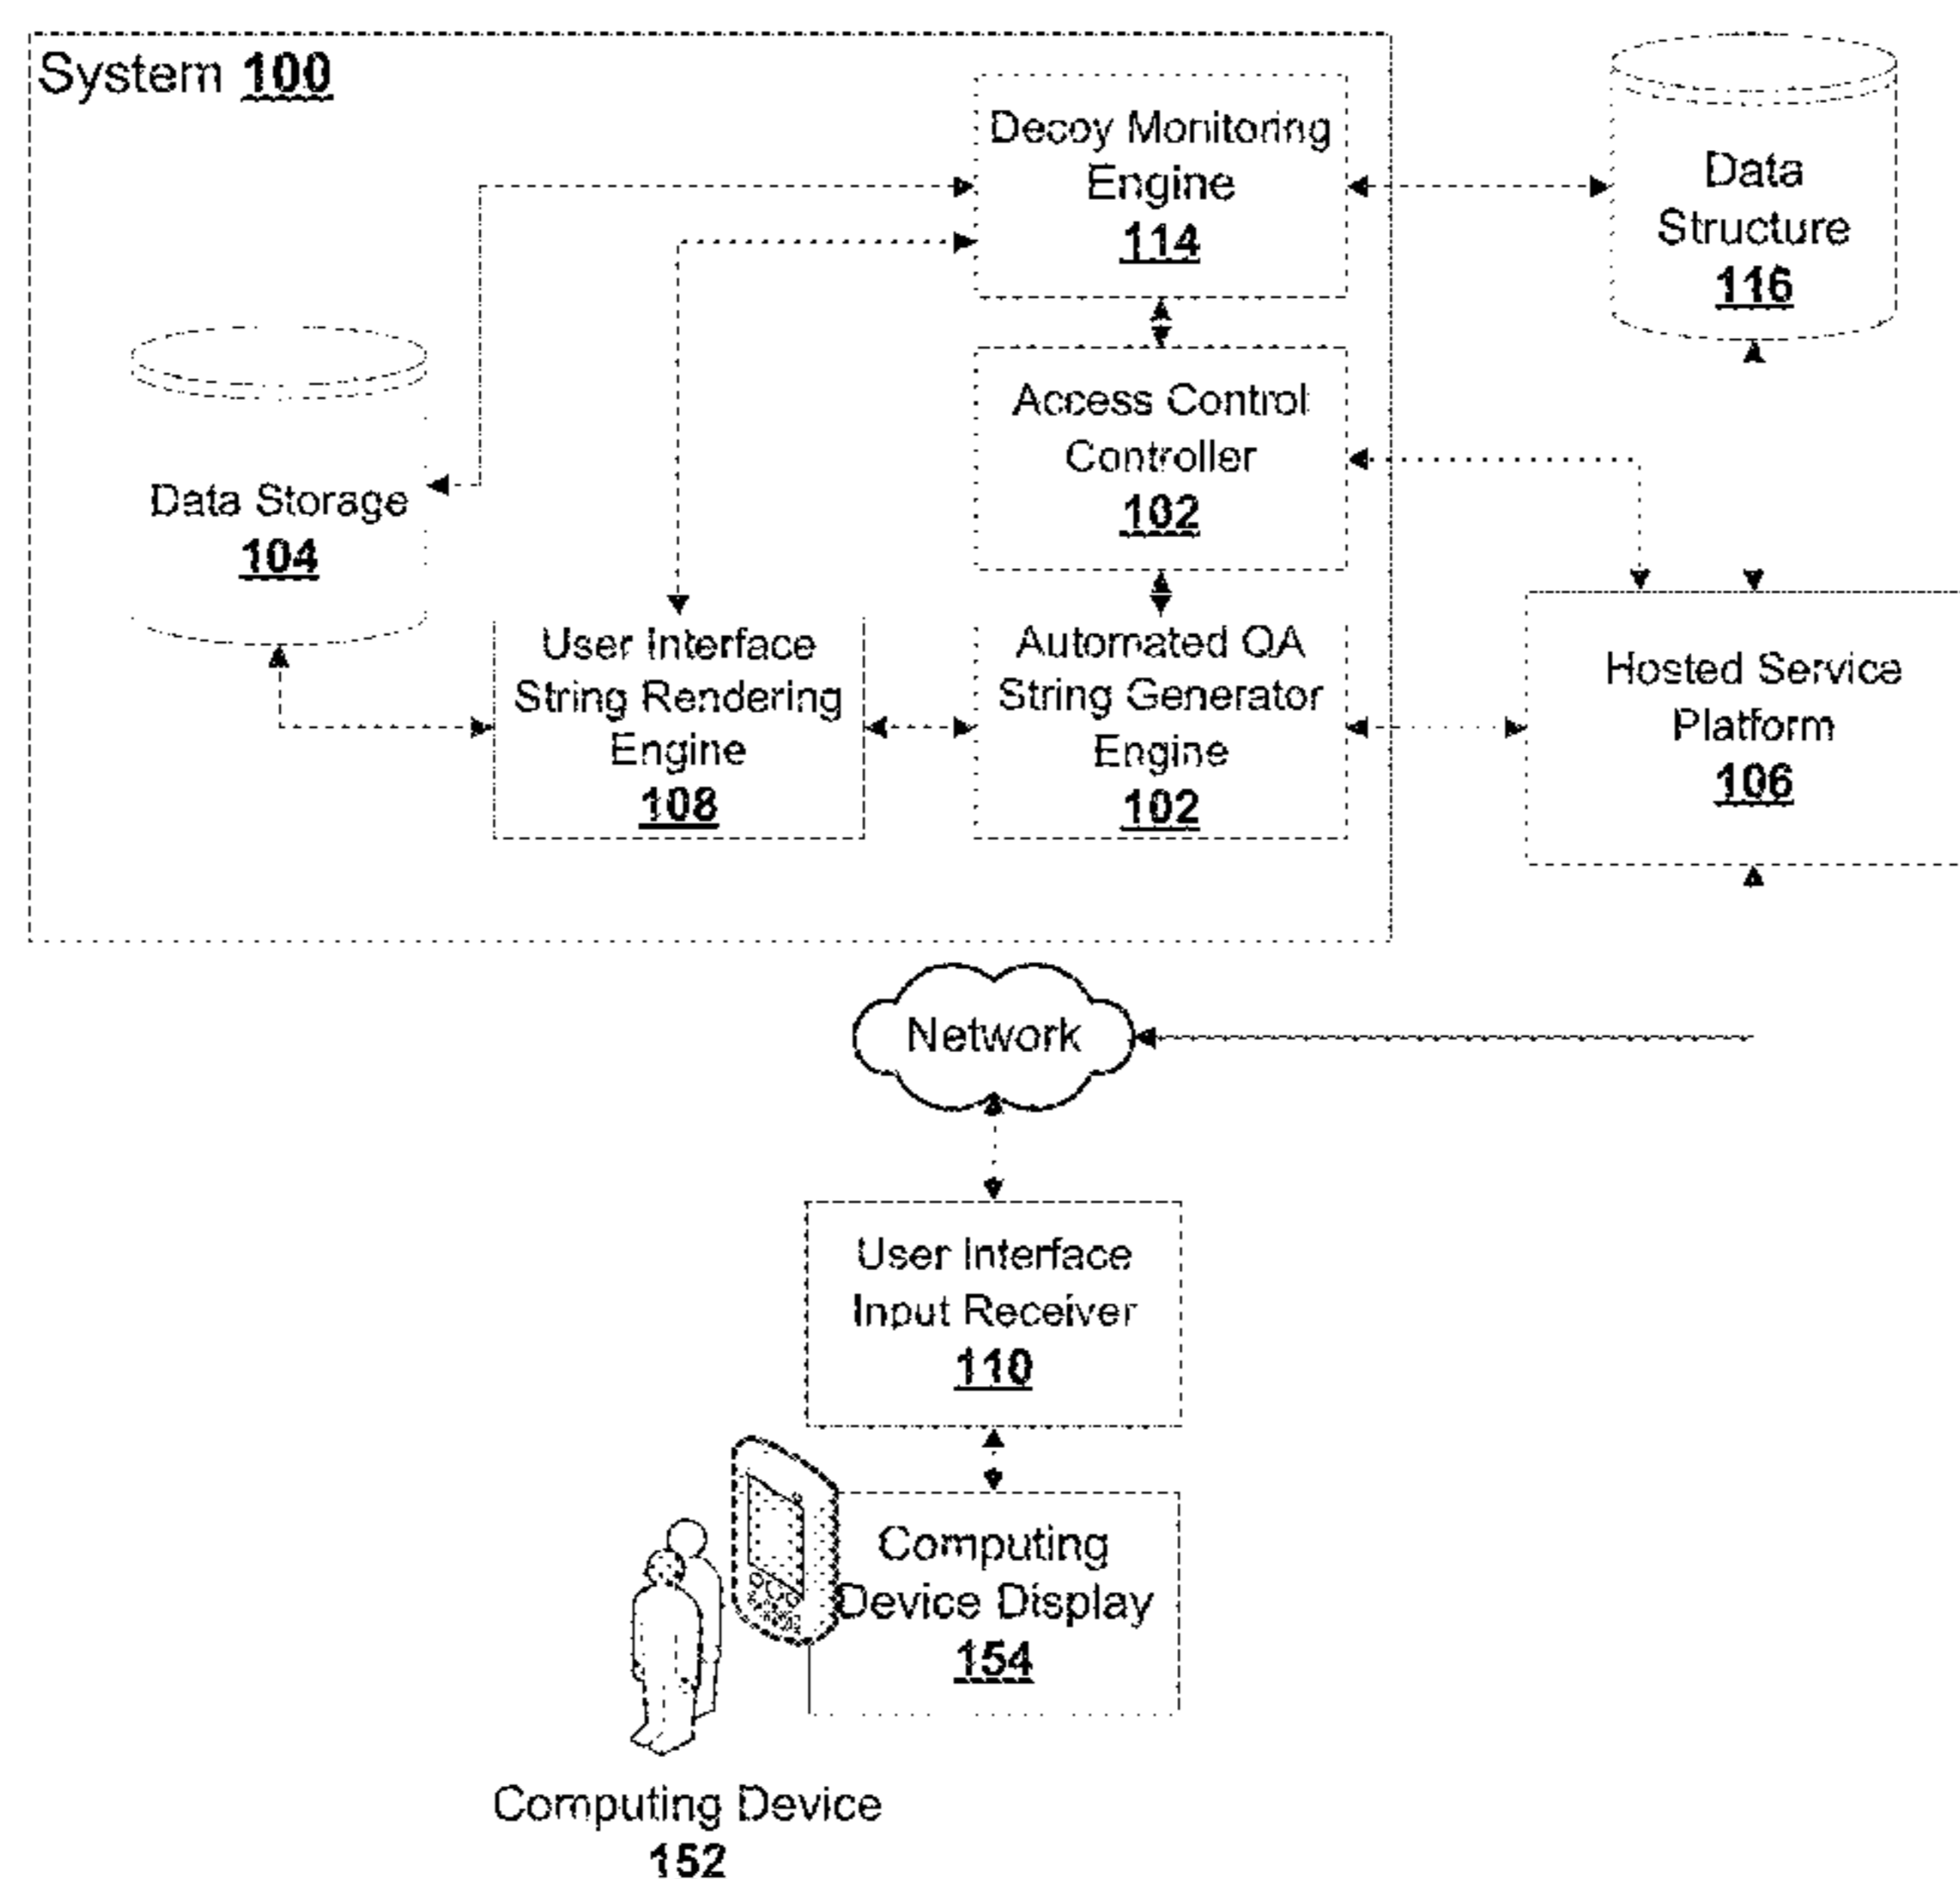 System 100
Decoy Monitoring
Engine
114
Data
Structure
116
Access Control
Controller
102
Data Storage
104
User Interface
String Rendering
Engine
108
Automated QA
String Generator
Engine
102
Hosted Service
Platform
106
Network
User Interface
Input Receiver
110
Computing
Device Display
154
Computing Device
152